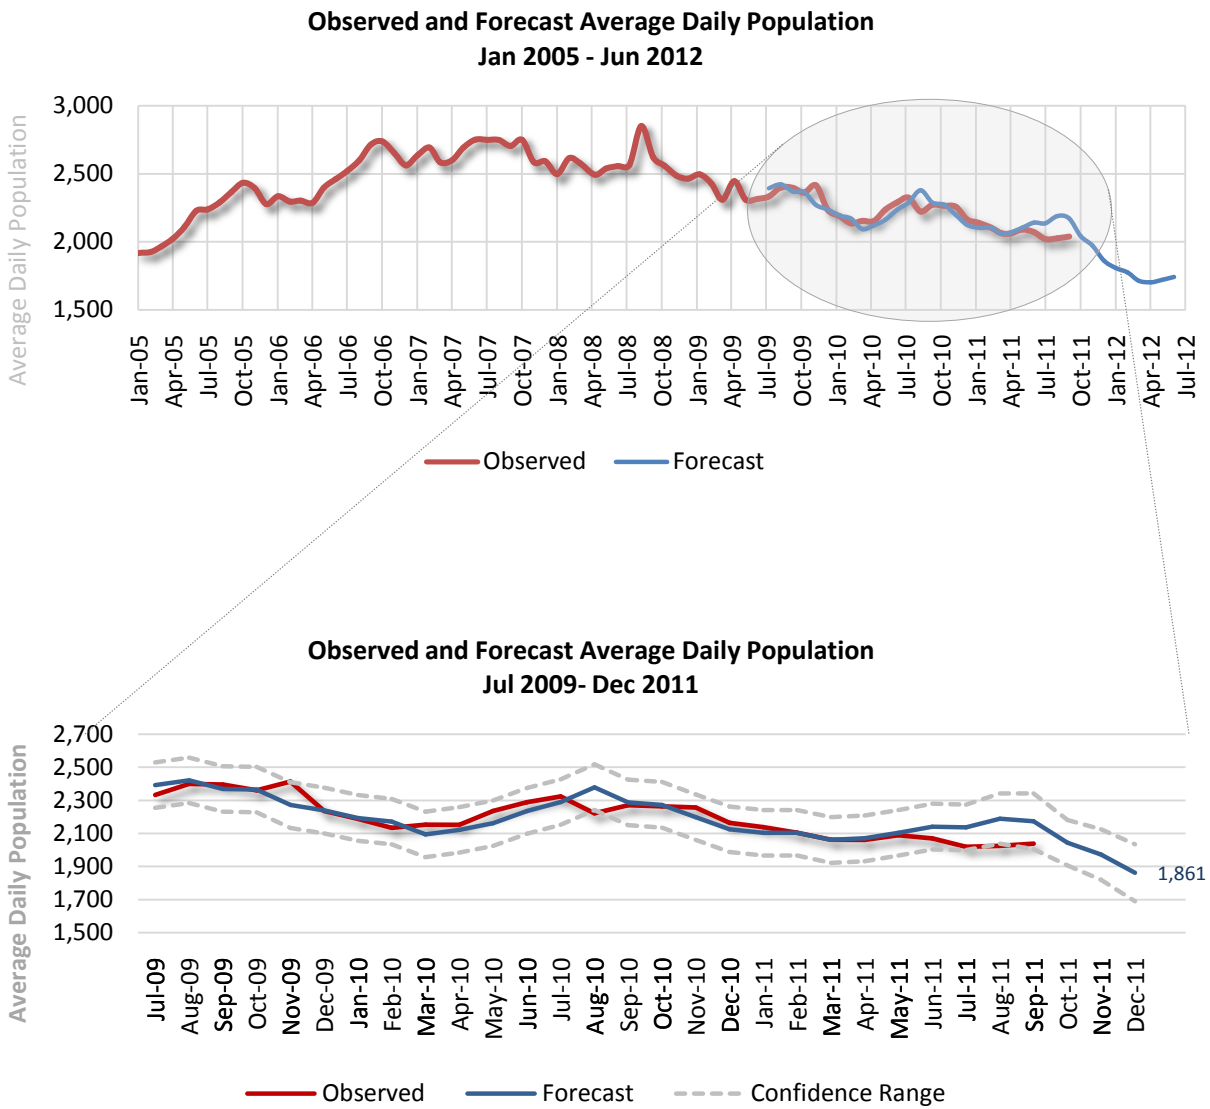 Observed and Forecast Average Daily Population
Jan 2005 - Jun 2012
Average Daily Population
3,000
2,500
2,000
1,500
Jan-05
Apr-05
Jul-05
Oct-05
Jan-06
Apr-06
Jul-06
Oct-06
Jan-07
Apr-07
Jul-07
Oct-07
Jan-08
Apr-08
Jul-08
Oct-08
Jan-09
Apr-09
Jul-09
Oct-09
Jan-10
Apr-10
Jul-10
Oct-10
Jan-11
Apr-11
Jul-11
Oct-11
Jan-12
Apr-12
Jul-12
Observed
Forecast
Observed and Forecast Average Daily Population
Jul 2009- Dec 2011
Average Daily Population
2,700
2,500
2,300
2,100
1,900
1,700
1,500
1,861
Jul-09
Aug-09
Sep-09
Oct-09
Nov-09
Dec-09
Jan-10
Feb-10
Mar-10
Apr-10
May-10
Jun-10
Jul-10
Aug-10
Sep-10
Oct-10
Nov-10
Dec-10
Jan-11
Feb-11
Mar-11
Apr-11
May-11
Jun-11
Jul-11
Aug-11
Sep-11
Oct-11
Nov-11
Dec-11
Observed
Forecast
Confidence Range